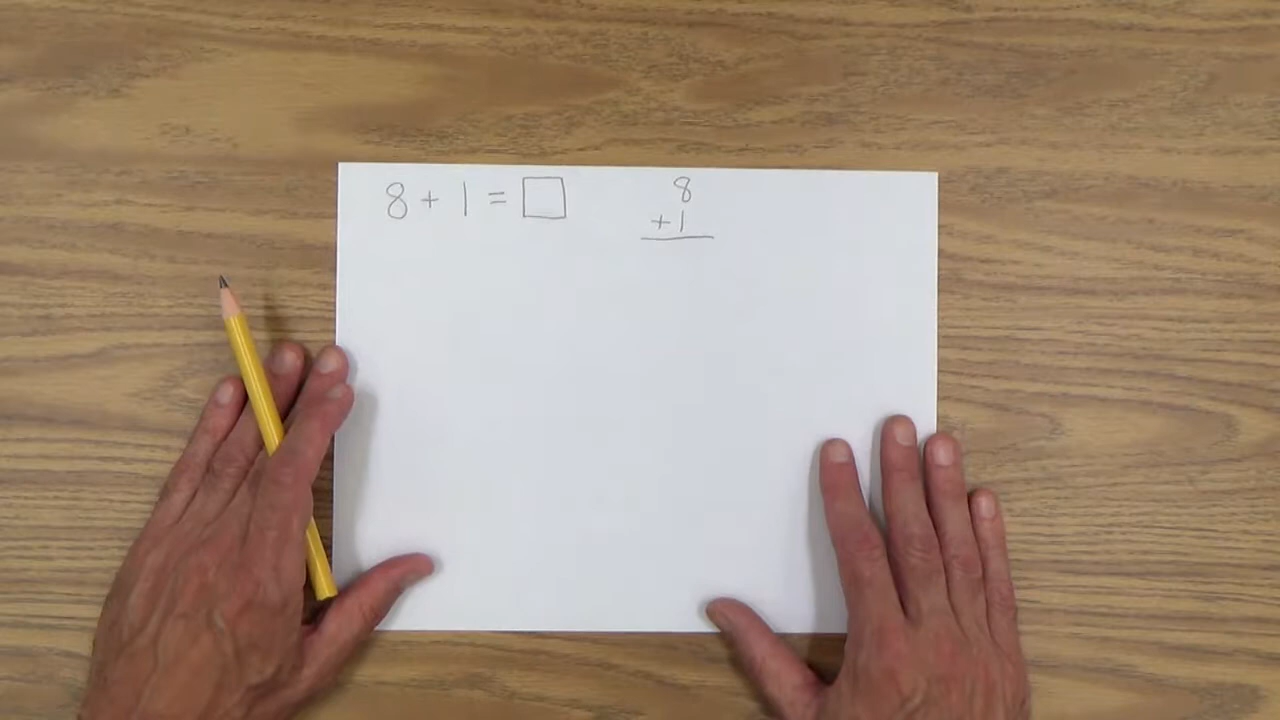 8 + 1 = □
8
+ 1